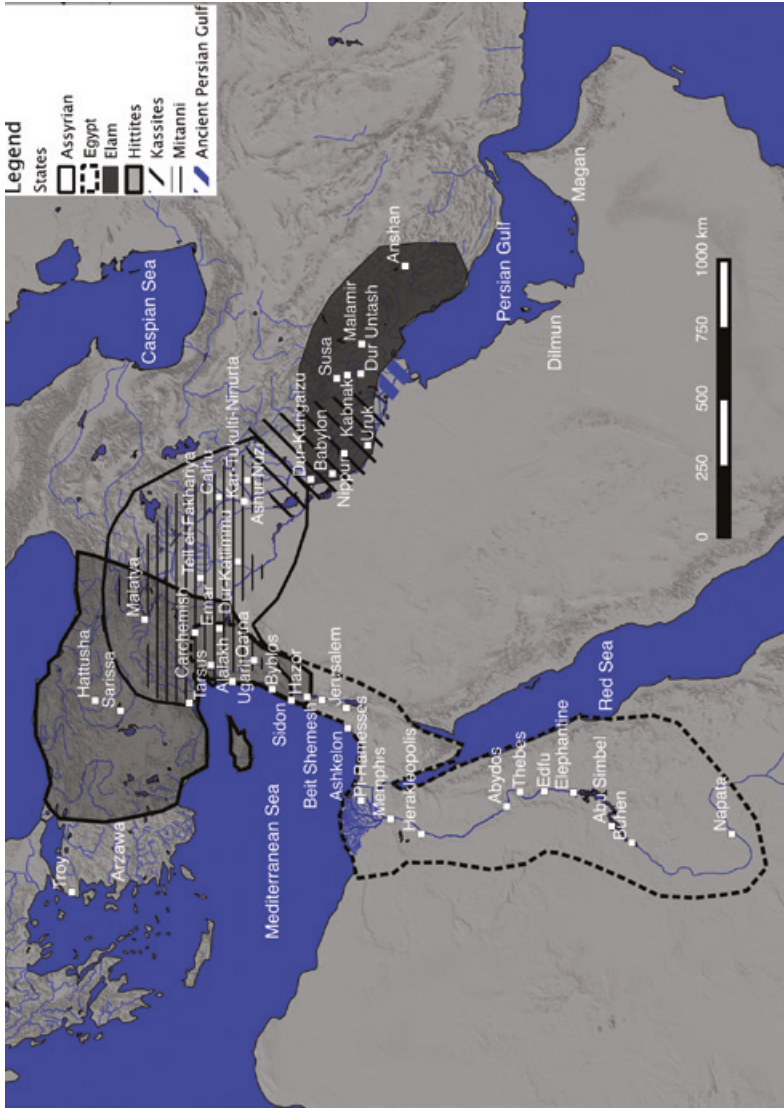 Legend
States
Assyrian
Egypt
Elam
Hittites
Kassites
Mitanni
Ancient Persian Gulf
Hattusha
Sarissa
Malatya
Troy
Arzawa
Caspian Sea
Carchemish
Tell el-Fakhariya
Tarsus
Emar
Calhu
Alalakh
Dur-Katlimmu
Kar-Tukulti-Ninurta
Ugarit
Qatna
Ashur
Nuzi
Byblos
Sidon
Hazor
Mediterranean Sea
Beit Shemesh
Jerusalem
Ashkelon
Pi-Ramesses
Memphis
Herakleopolis
Dur-Kurigalzu
Babylon
Nippur
Susa
Kabnak
Uruk
Malamir
Dur Untash
Anshan
Persian Gulf
Dilmun
Magan
Abydos
Thebes
Edfu
Elephantine
Abu Simbel
Buhen
Napata
Red Sea
0 250 500 750 1000 km